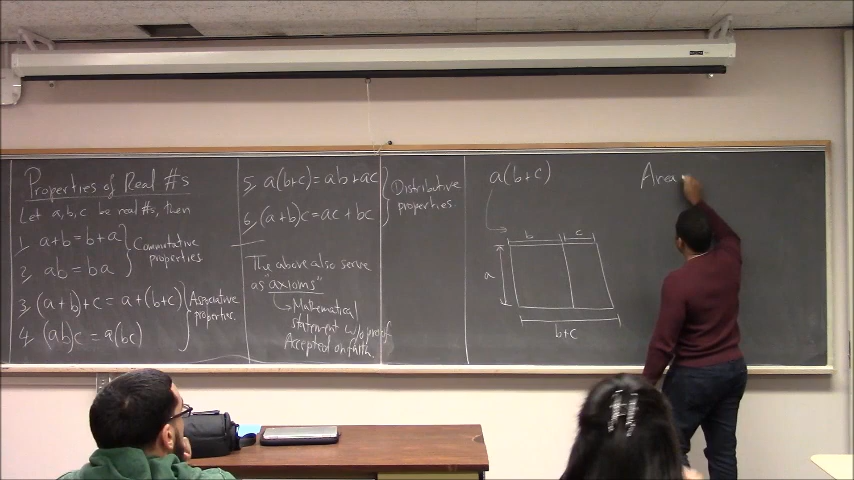 Properties of Real #s
Let a,b,c be real #s, then
1. a+b = b+a
2. ab = ba
Commutative
properties
3. (a+b)+c = a+(b+c)
4. (ab)c = a(bc)
Associative
properties.
5. a(b+c) = ab+ac
6. (a+b)c = ac + bc
Distributive
properties.
The above also serve
as "axioms"
Mathematical
statement w/o proof.
Accepted on faith.
a(b+c)
b
c
a
b+c
Area